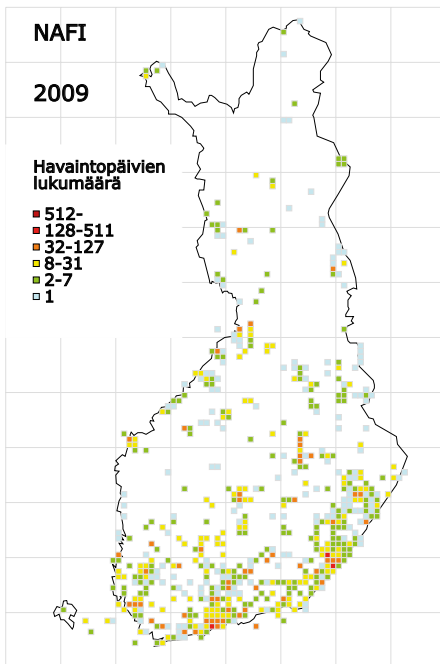 NAFI
2009
Havaintopäivien
lukumäärä
512-
128-511
32-127
8-31
2-7
1